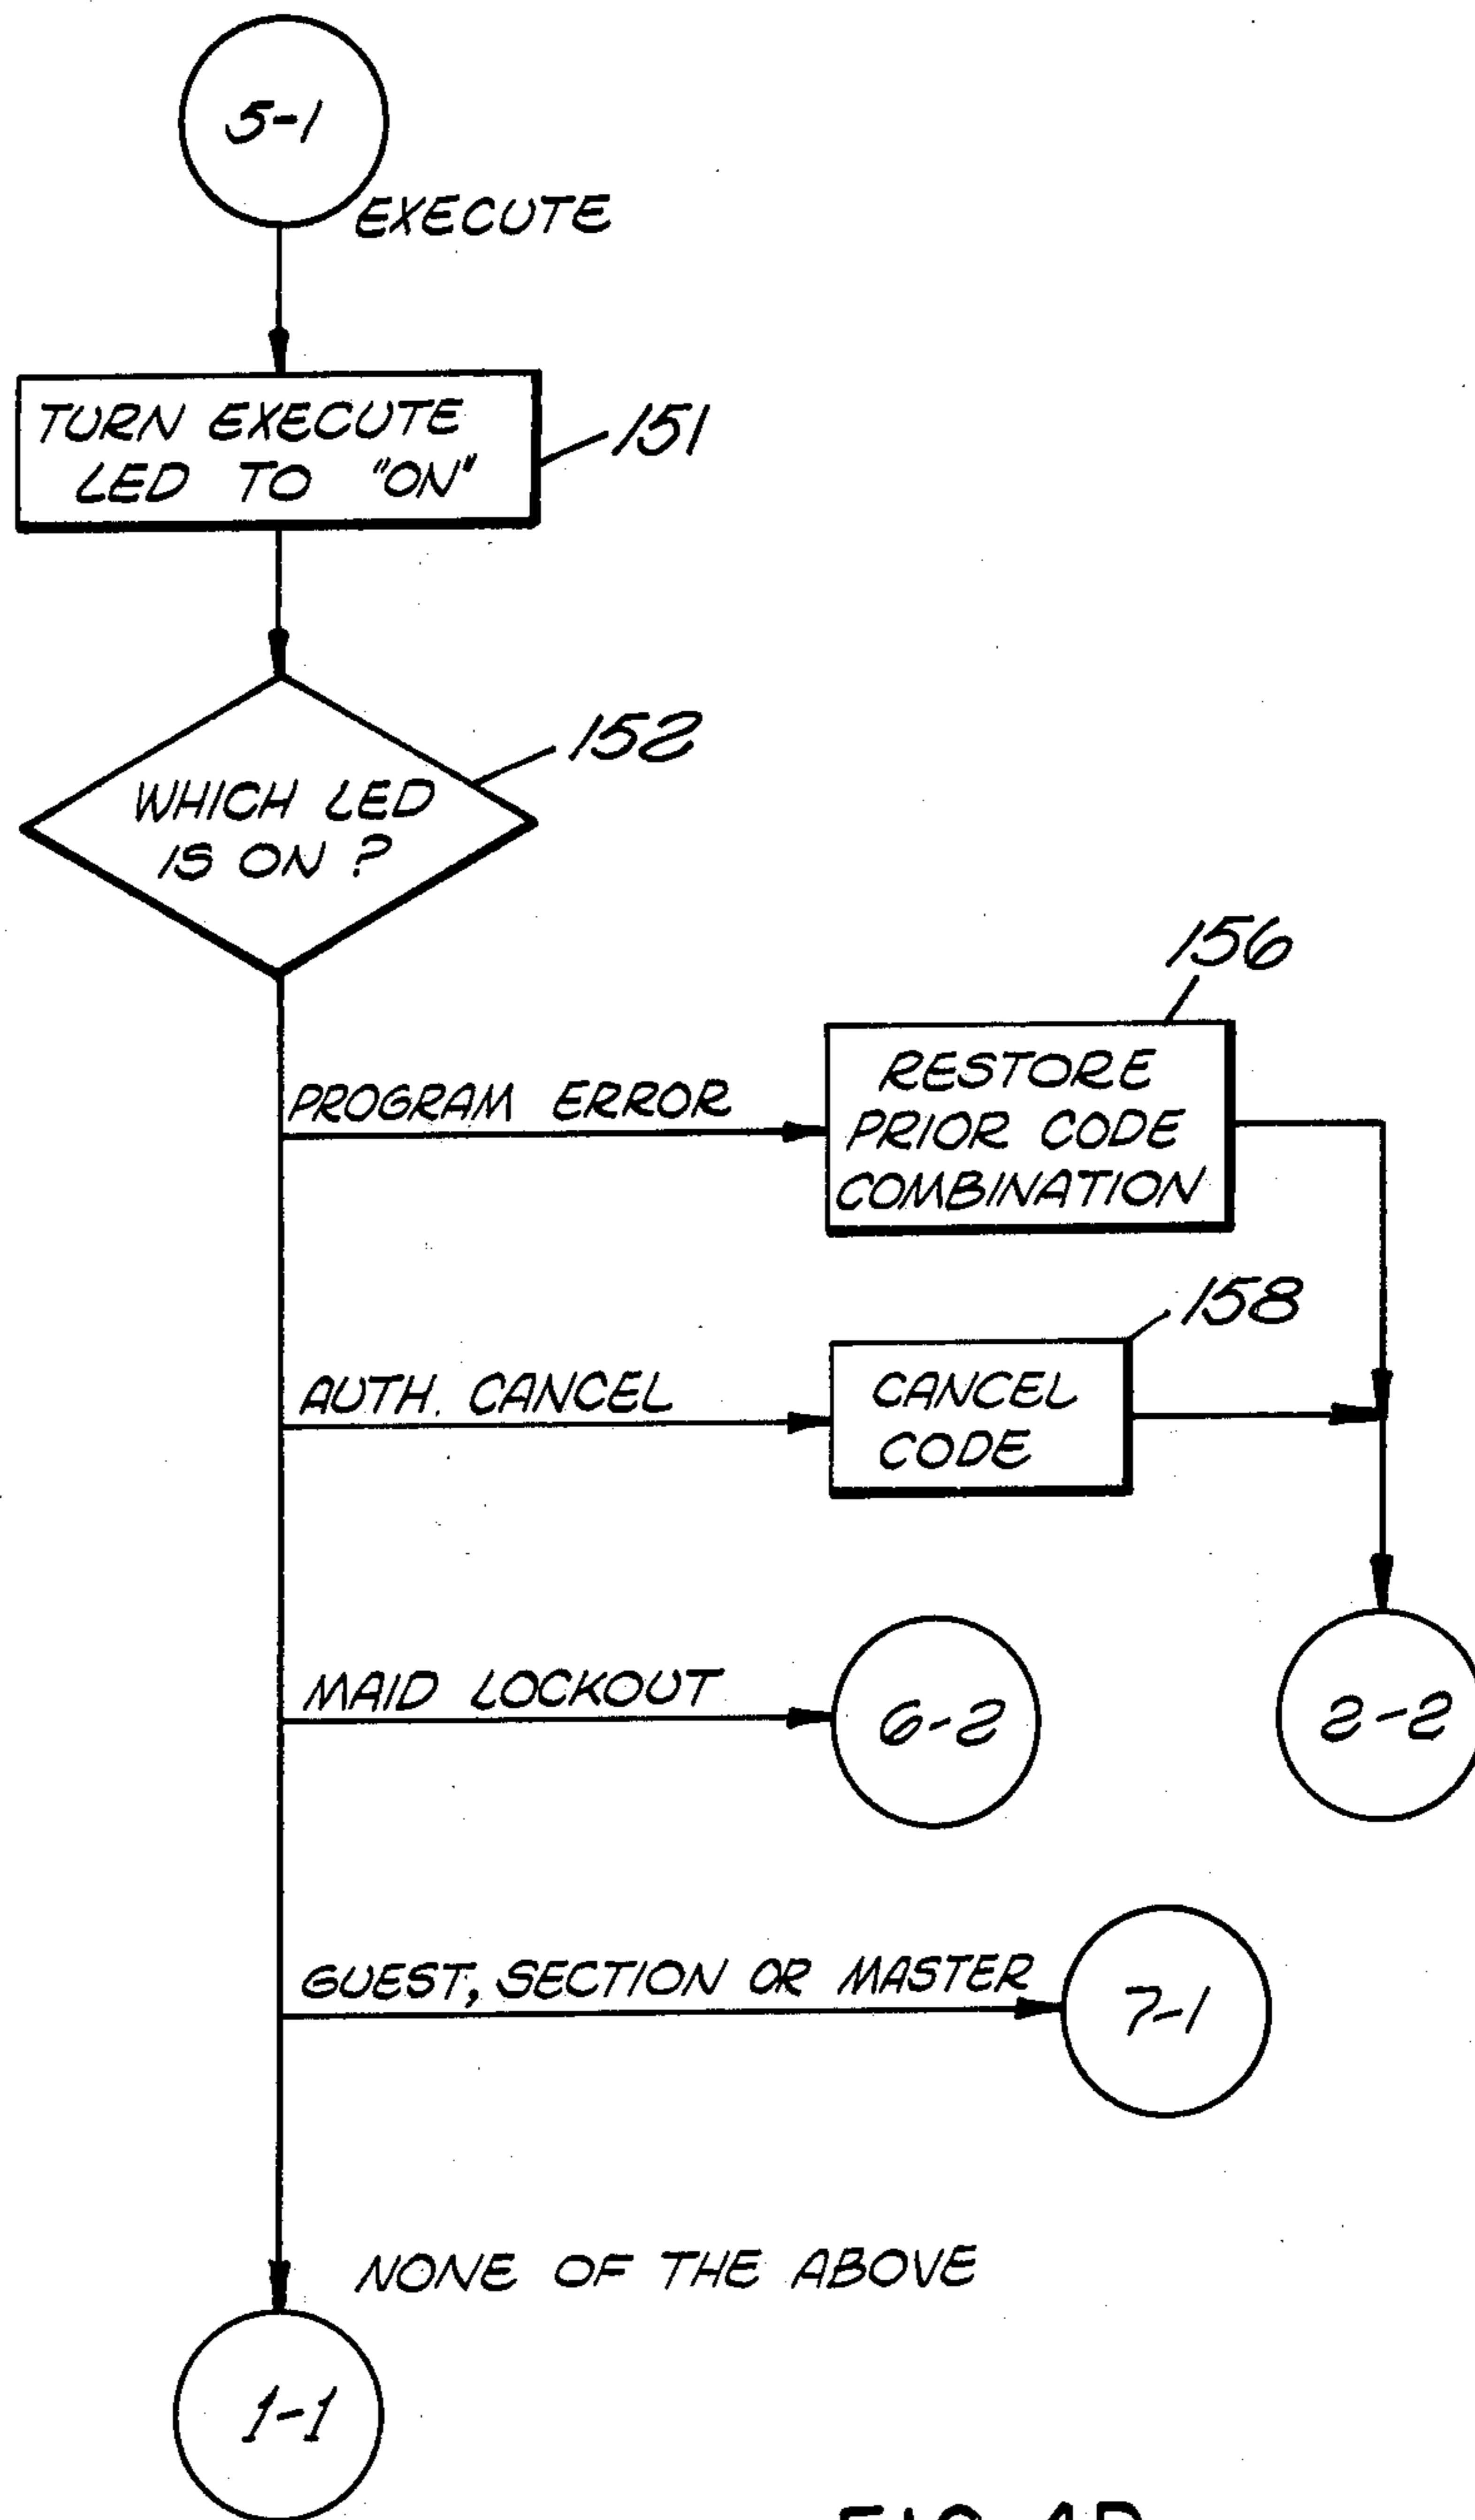 5-1
EXECUTE
TURN EXECUTE
LED TO "ON"
151
WHICH LED
IS ON ?
152
156
RESTORE
PRIOR CODE
COMBINATION
PROGRAM ERROR
158
AUTH. CANCEL
CANCEL
CODE
MAID LOCKOUT
6-2
2-2
GUEST, SECTION OR MASTER
7-1
NONE OF THE ABOVE
1-1